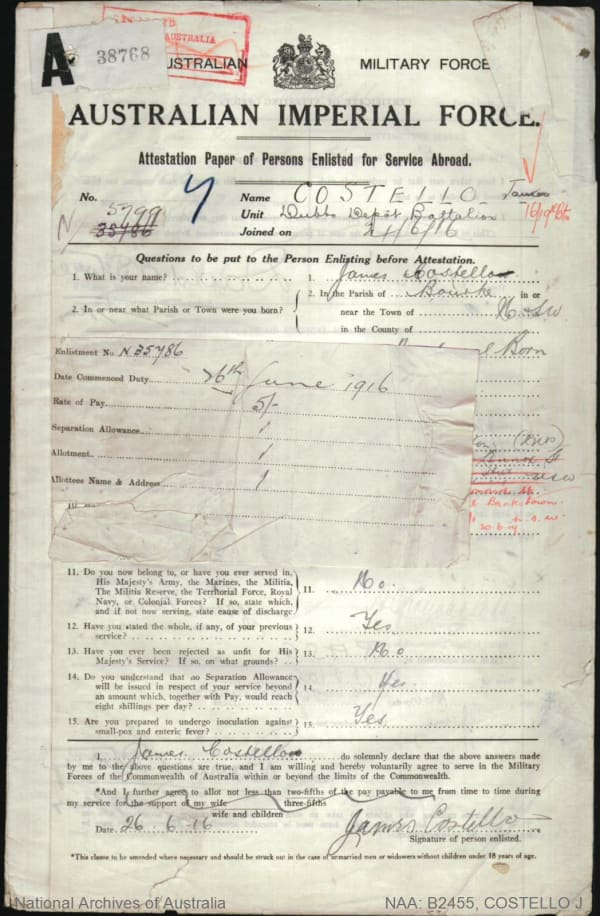 A
38768
AUSTRALIA
AUSTRALIAN MILITARY FORCE
AUSTRALIAN IMPERIAL FORCE.
Attestation Paper of Persons Enlisted for Service Abroad.
No. 5799 Name COSTELLO James
35786 Unit Dubbo Depôt Battalion
N Joined on 26/6/16
Questions to be put to the Person Enlisting before Attestation.
1. What is your name? 1. James Costello
2. In or near what Parish or Town were you born? 2. In the Parish of Bourke in or
near the Town of N.S.W
in the County of
Born
Enlistment No. N 35786
Date Commenced Duty 26th June 1916
Rate of Pay 5/
Separation Allowance
Allotment
Allottees Name & Address
Bankstown
N.S.W
11. Do you now belong to, or have you ever served in,
His Majesty's Army, the Marines, the Militia,
The Militia Reserve, the Territorial Force, Royal
Navy, or Colonial Forces? If so, state which,
and if not now serving, state cause of discharge 11. No.
12. Have you stated the whole, if any, of your previous
service? 12. Yes
13. Have you ever been rejected as unfit for His
Majesty's Service? If so, on what grounds? 13. No
14. Do you understand that no Separation Allowance
will be issued in respect of your service beyond
an amount which, together with Pay, would reach
eight shillings per day? 14. Yes
15. Are you prepared to undergo inoculation against
small-pox and enteric fever? 15. Yes
I, James Costello do solemnly declare that the above answers made
by me to the above questions are true, and I am willing and hereby voluntarily agree to serve in the Military
Forces of the Commonwealth of Australia within or beyond the limits of the Commonwealth.
*And I further agree to allot not less than two-fifths of the pay payable to me from time to time during
three-fifths
my service for the support of my wife
wife and children
Date 26.6.16 James Costello
Signature of person enlisted.
*This clause to be amended where necessary and should be struck out in the case of unmarried men or widowers without children under 18 years of age.
National Archives of Australia NAA: B2455, COSTELLO J